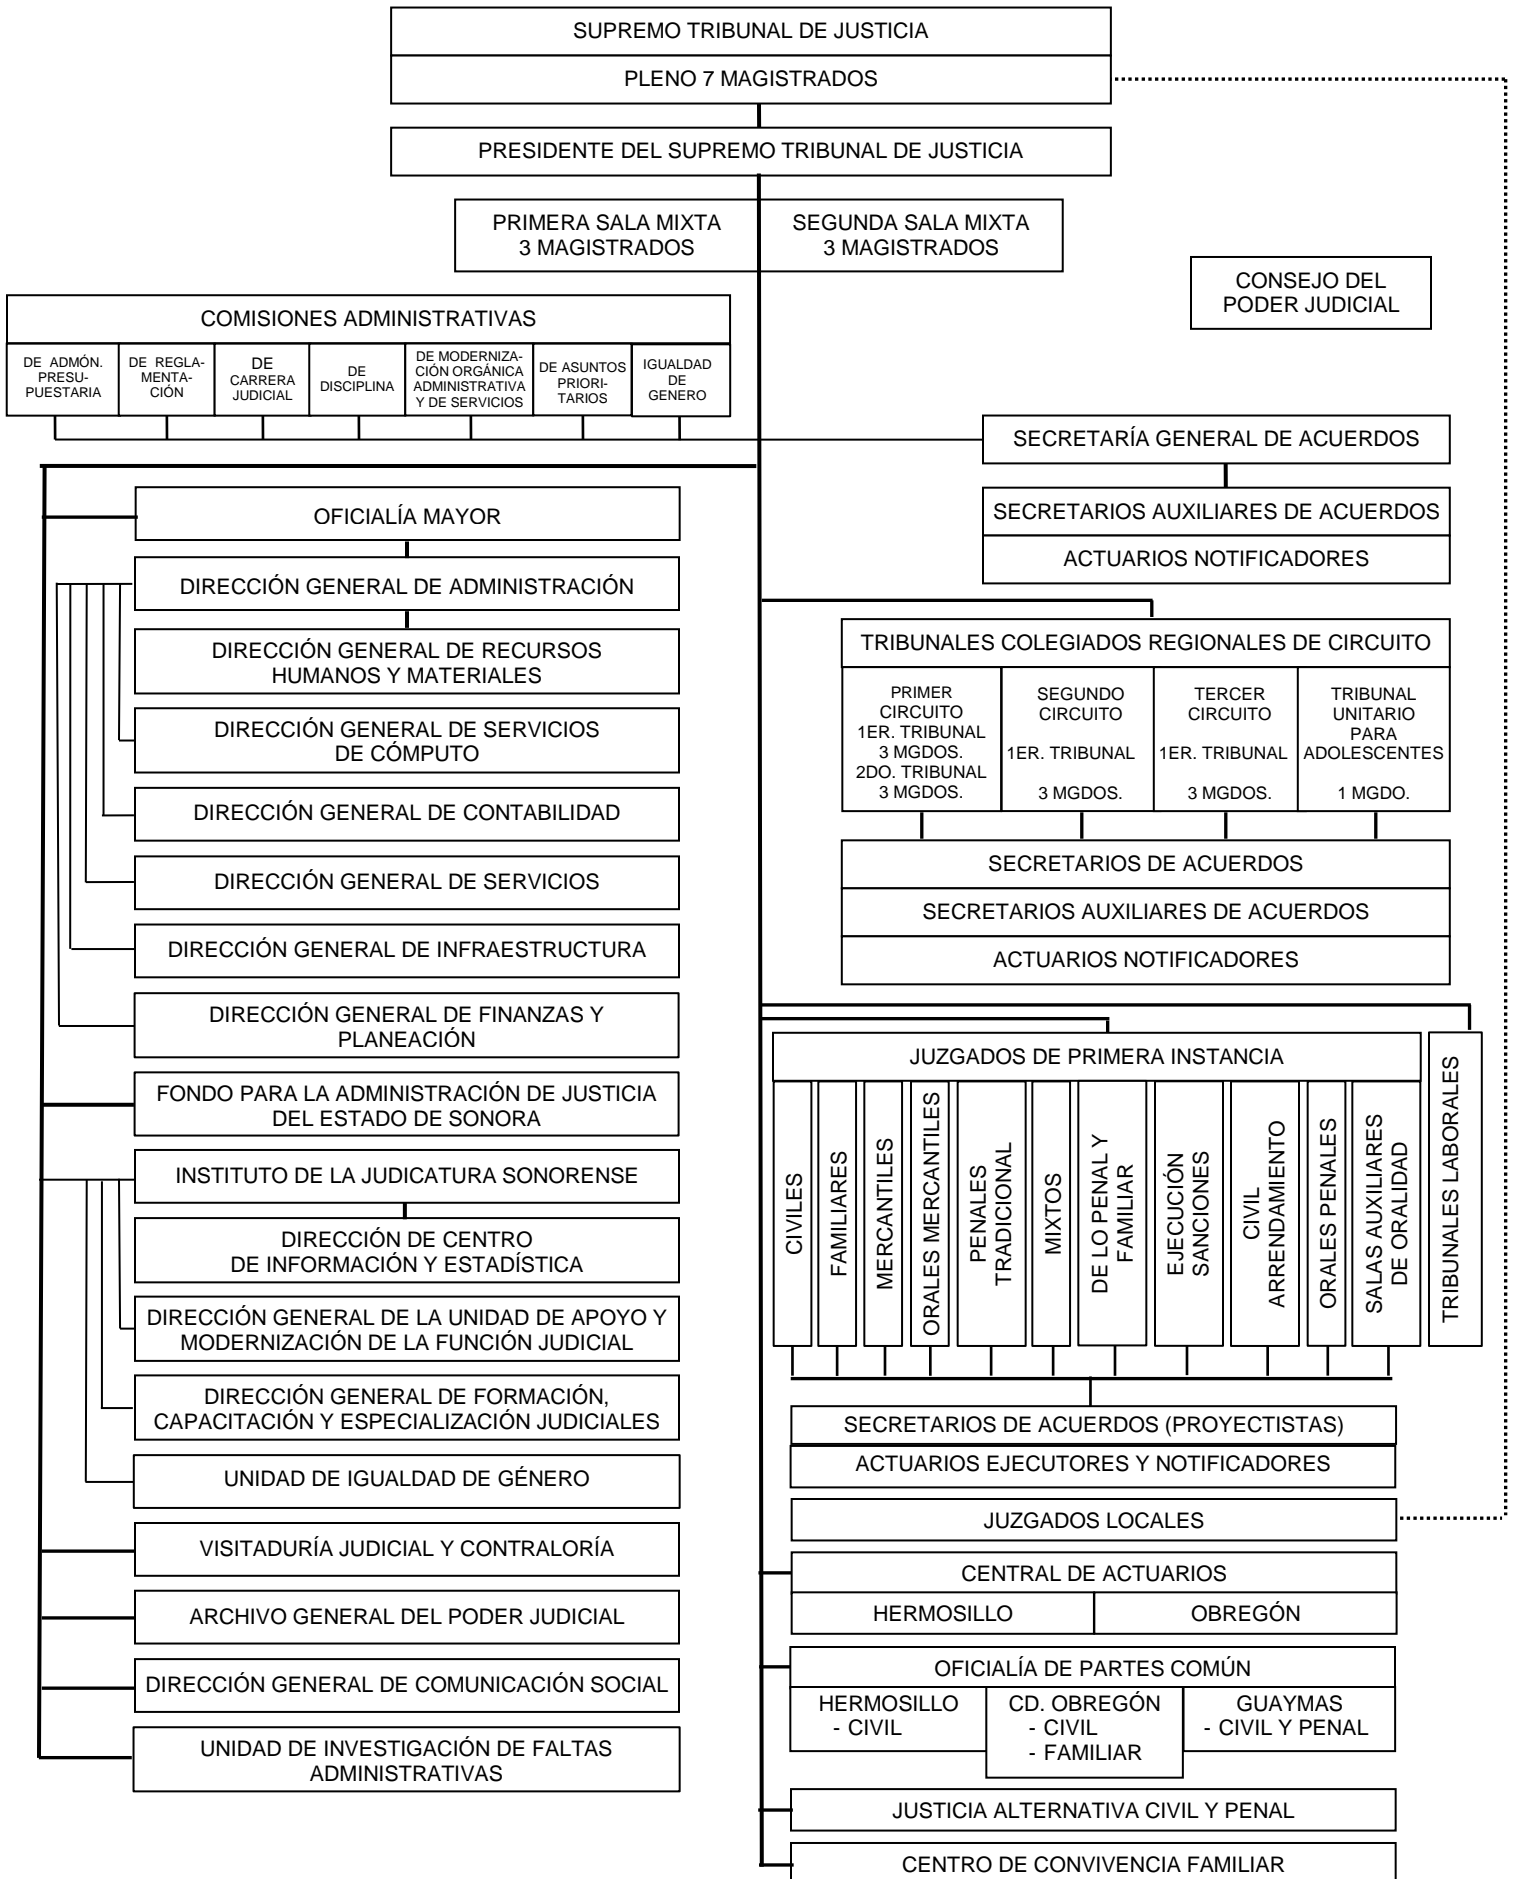 SUPREMO TRIBUNAL DE JUSTICIA
PLENO 7 MAGISTRADOS
PRESIDENTE DEL SUPREMO TRIBUNAL DE JUSTICIA
PRIMERA SALA MIXTA
3 MAGISTRADOS
SEGUNDA SALA MIXTA
3 MAGISTRADOS
CONSEJO DEL
PODER JUDICIAL
COMISIONES ADMINISTRATIVAS
DE ADMÓN.
PRESU-
PUESTARIA
DE REGLA-
MENTA-
CIÓN
DE
CARRERA
JUDICIAL
DE
DISCIPLINA
DE MODERNIZA-
CIÓN ORGÁNICA
ADMINISTRATIVA
Y DE SERVICIOS
DE ASUNTOS
PRIORI-
TARIOS
IGUALDAD
DE
GENERO
SECRETARÍA GENERAL DE ACUERDOS
SECRETARIOS AUXILIARES DE ACUERDOS
ACTUARIOS NOTIFICADORES
OFICIALÍA MAYOR
DIRECCIÓN GENERAL DE ADMINISTRACIÓN
DIRECCIÓN GENERAL DE RECURSOS
HUMANOS Y MATERIALES
DIRECCIÓN GENERAL DE SERVICIOS
DE CÓMPUTO
DIRECCIÓN GENERAL DE CONTABILIDAD
DIRECCIÓN GENERAL DE SERVICIOS
DIRECCIÓN GENERAL DE INFRAESTRUCTURA
DIRECCIÓN GENERAL DE FINANZAS Y
PLANEACIÓN
FONDO PARA LA ADMINISTRACIÓN DE JUSTICIA
DEL ESTADO DE SONORA
INSTITUTO DE LA JUDICATURA SONORENSE
DIRECCIÓN DE CENTRO
DE INFORMACIÓN Y ESTADÍSTICA
DIRECCIÓN GENERAL DE LA UNIDAD DE APOYO Y
MODERNIZACIÓN DE LA FUNCIÓN JUDICIAL
DIRECCIÓN GENERAL DE FORMACIÓN,
CAPACITACIÓN Y ESPECIALIZACIÓN JUDICIALES
UNIDAD DE IGUALDAD DE GÉNERO
VISITADURÍA JUDICIAL Y CONTRALORÍA
ARCHIVO GENERAL DEL PODER JUDICIAL
DIRECCIÓN GENERAL DE COMUNICACIÓN SOCIAL
UNIDAD DE INVESTIGACIÓN DE FALTAS
ADMINISTRATIVAS
TRIBUNALES COLEGIADOS REGIONALES DE CIRCUITO
PRIMER
CIRCUITO
1ER. TRIBUNAL
3 MGDOS.
2DO. TRIBUNAL
3 MGDOS.
SEGUNDO
CIRCUITO
1ER. TRIBUNAL
3 MGDOS.
TERCER
CIRCUITO
1ER. TRIBUNAL
3 MGDOS.
TRIBUNAL
UNITARIO
PARA
ADOLESCENTES
1 MGDO.
SECRETARIOS DE ACUERDOS
SECRETARIOS AUXILIARES DE ACUERDOS
ACTUARIOS NOTIFICADORES
JUZGADOS DE PRIMERA INSTANCIA
CIVILES
FAMILIARES
MERCANTILES
ORALES MERCANTILES
PENALES
TRADICIONAL
MIXTOS
DE LO PENAL Y
FAMILIAR
EJECUCIÓN
SANCIONES
CIVIL
ARRENDAMIENTO
ORALES PENALES
SALAS AUXILIARES
DE ORALIDAD
TRIBUNALES LABORALES
SECRETARIOS DE ACUERDOS (PROYECTISTAS)
ACTUARIOS EJECUTORES Y NOTIFICADORES
JUZGADOS LOCALES
CENTRAL DE ACTUARIOS
HERMOSILLO
OBREGÓN
OFICIALÍA DE PARTES COMÚN
HERMOSILLO
- CIVIL
CD. OBREGÓN
- CIVIL
- FAMILIAR
GUAYMAS
- CIVIL Y PENAL
JUSTICIA ALTERNATIVA CIVIL Y PENAL
CENTRO DE CONVIVENCIA FAMILIAR